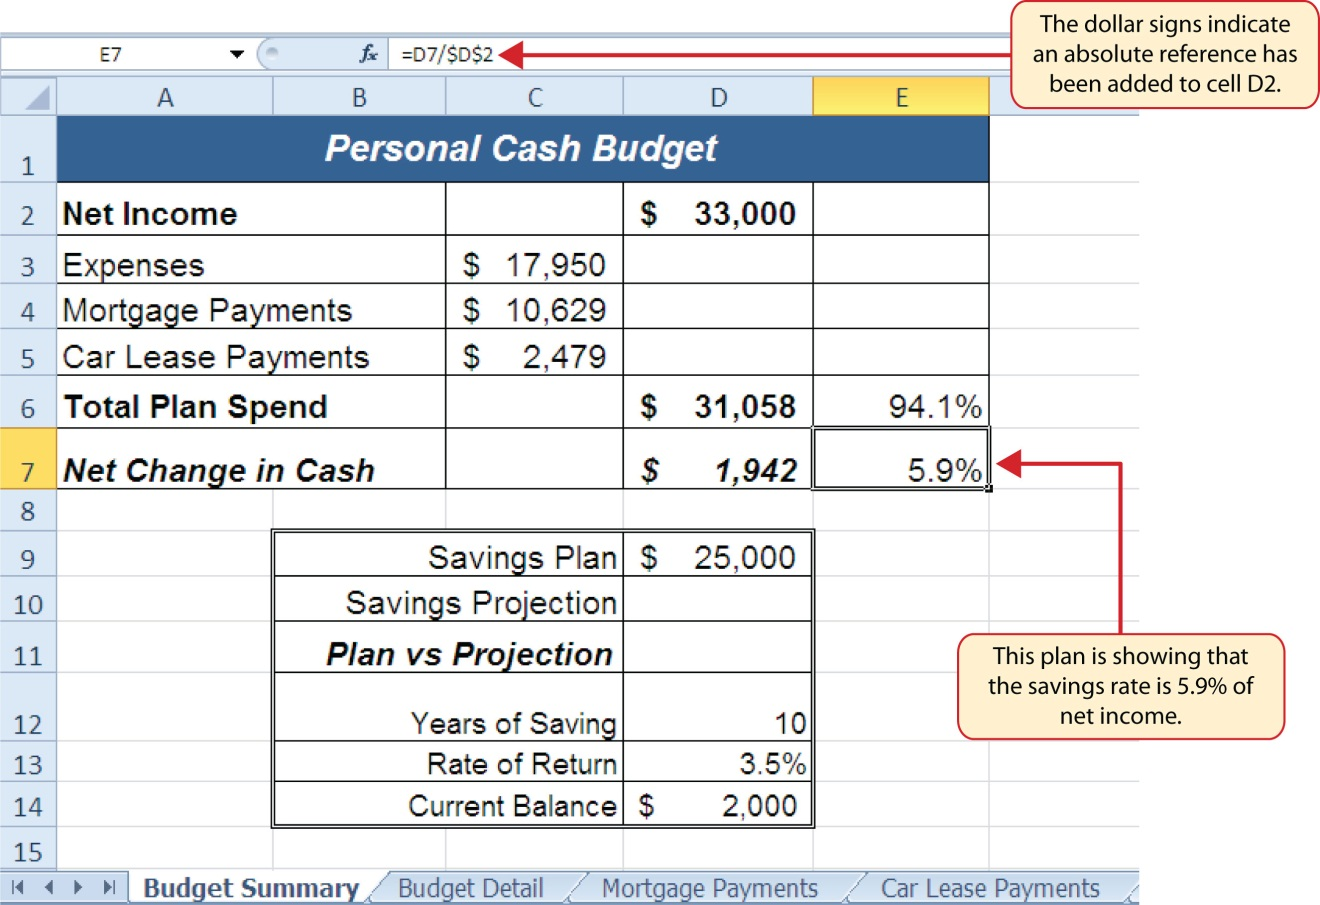 The dollar signs indicate
an absolute reference has
been added to cell D2.
E7 fx =D7/$D$2
A B C D E
1 Personal Cash Budget
2 Net Income $ 33,000
3 Expenses $ 17,950
4 Mortgage Payments $ 10,629
5 Car Lease Payments $ 2,479
6 Total Plan Spend $ 31,058 94.1%
7 Net Change in Cash $ 1,942 5.9%
8
9 Savings Plan $ 25,000
10 Savings Projection
11 Plan vs Projection
This plan is showing that
the savings rate is 5.9% of
net income.
12 Years of Saving 10
13 Rate of Return 3.5%
14 Current Balance $ 2,000
15
Budget Summary Budget Detail Mortgage Payments Car Lease Payments